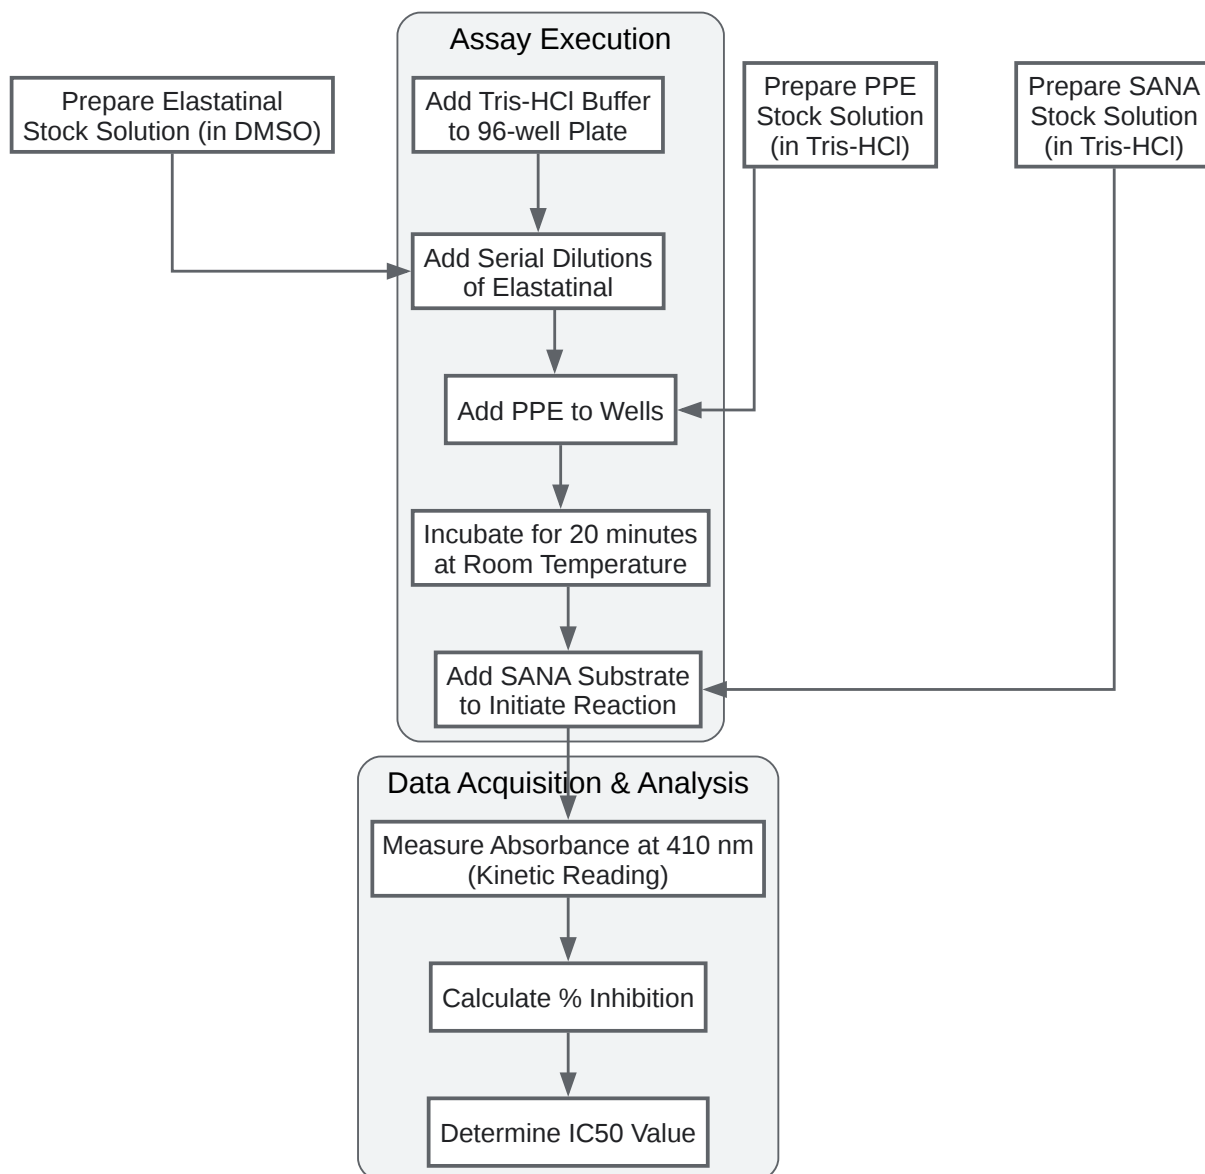 Assay Execution
Prepare Elastatinal
Stock Solution (in DMSO)
Add Tris-HCl Buffer
to 96-well Plate
Prepare PPE
Stock Solution
(in Tris-HCl)
Prepare SANA
Stock Solution
(in Tris-HCl)
Add Serial Dilutions
of Elastatinal
Add PPE to Wells
Incubate for 20 minutes
at Room Temperature
Add SANA Substrate
to Initiate Reaction
Data Acquisition & Analysis
Measure Absorbance at 410 nm
(Kinetic Reading)
Calculate % Inhibition
Determine IC50 Value